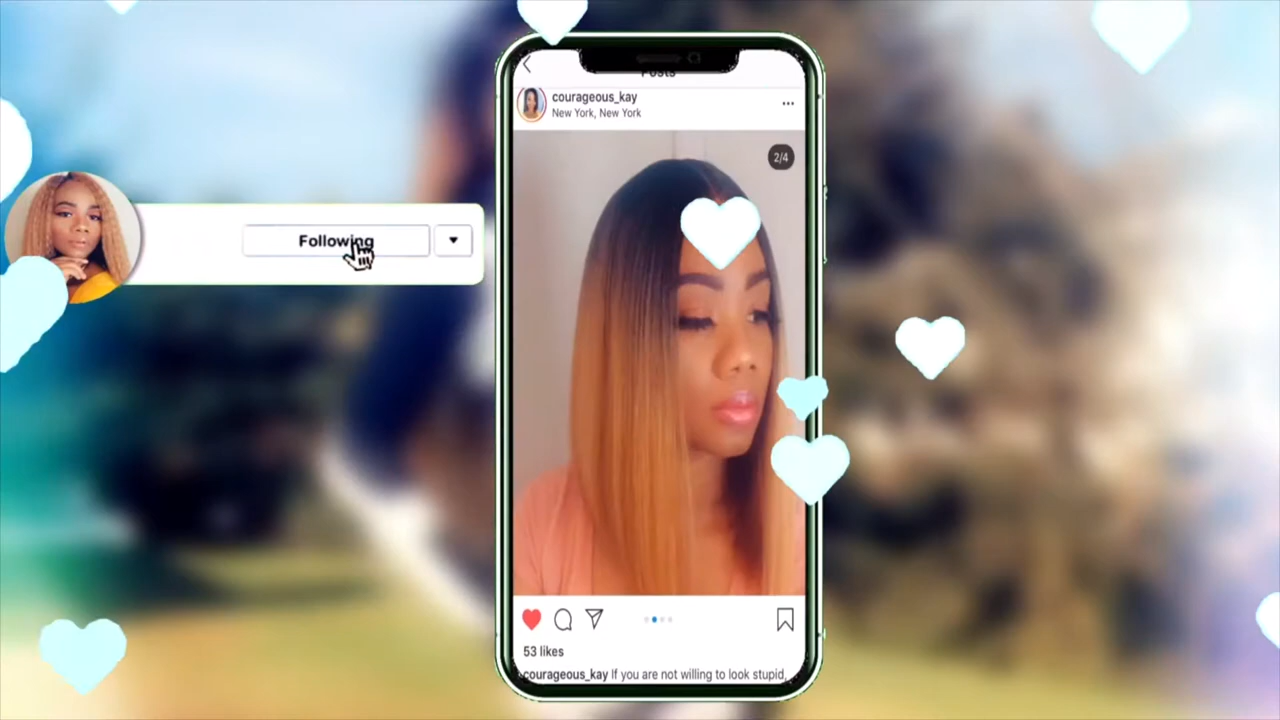 Posts
courageous_kay
New York, New York
2/4
Following
53 likes
courageous_kay If you are not willing to look stupid,